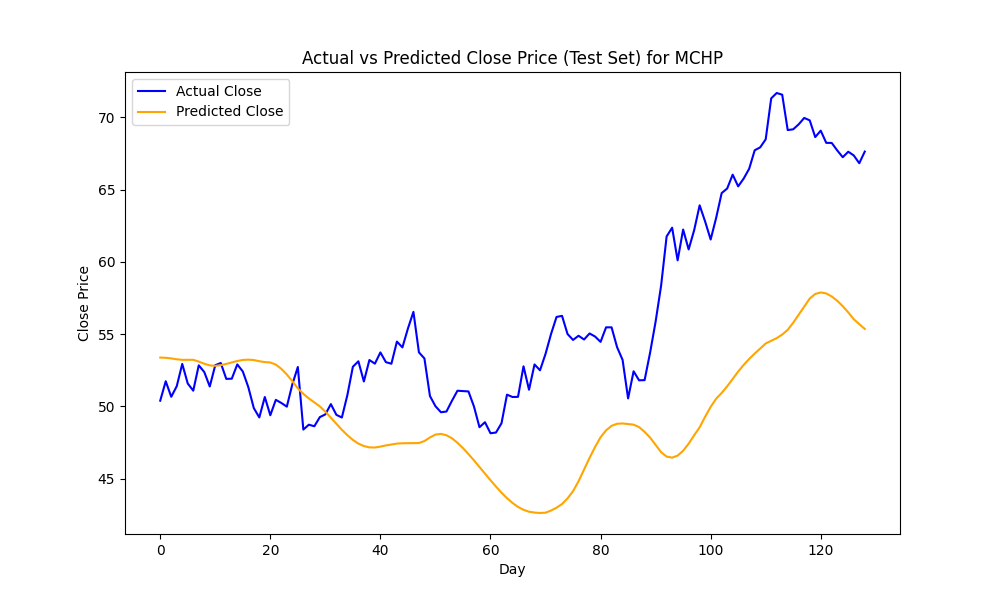 Actual vs Predicted Close Price (Test Set) for MCHP
Actual Close
Predicted Close
70
65
60
55
50
45
Close Price
0 20 40 60 80 100 120
Day